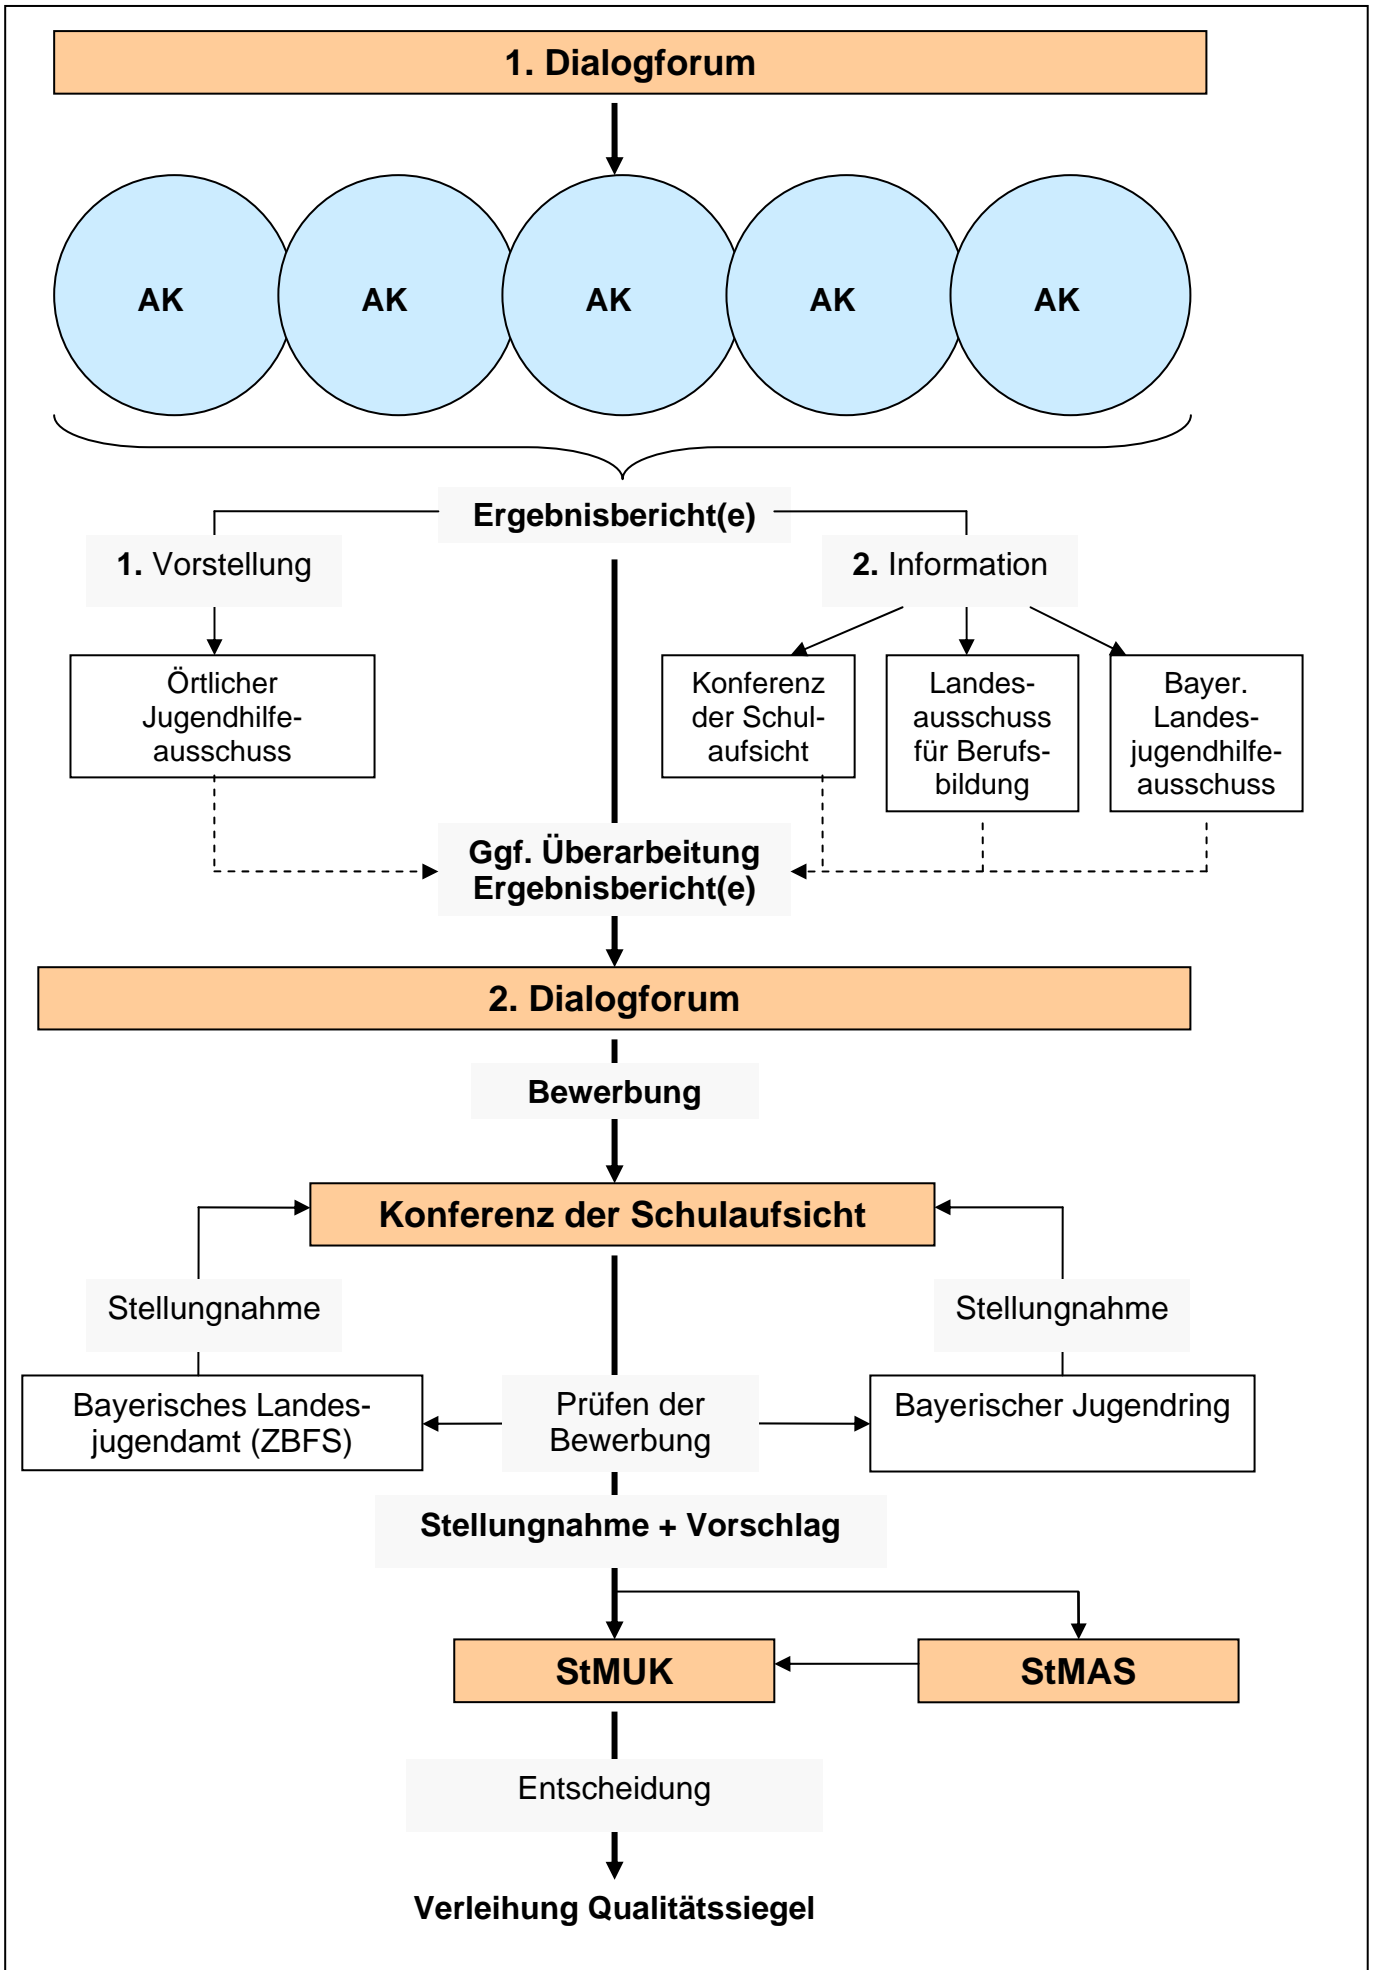 1. Dialogforum
AK
AK
AK
AK
AK
Ergebnisbericht(e)
1. Vorstellung
2. Information
Örtlicher
Jugendhilfe-
ausschuss
Konferenz
der Schul-
aufsicht
Landes-
ausschuss
für Berufs-
bildung
Bayer.
Landes-
jugendhilfe-
ausschuss
Ggf. Überarbeitung
Ergebnisbericht(e)
2. Dialogforum
Bewerbung
Konferenz der Schulaufsicht
Stellungnahme
Stellungnahme
Bayerisches Landes-
jugendamt (ZBFS)
Prüfen der
Bewerbung
Bayerischer Jugendring
Stellungnahme + Vorschlag
StMUK
StMAS
Entscheidung
Verleihung Qualitätssiegel